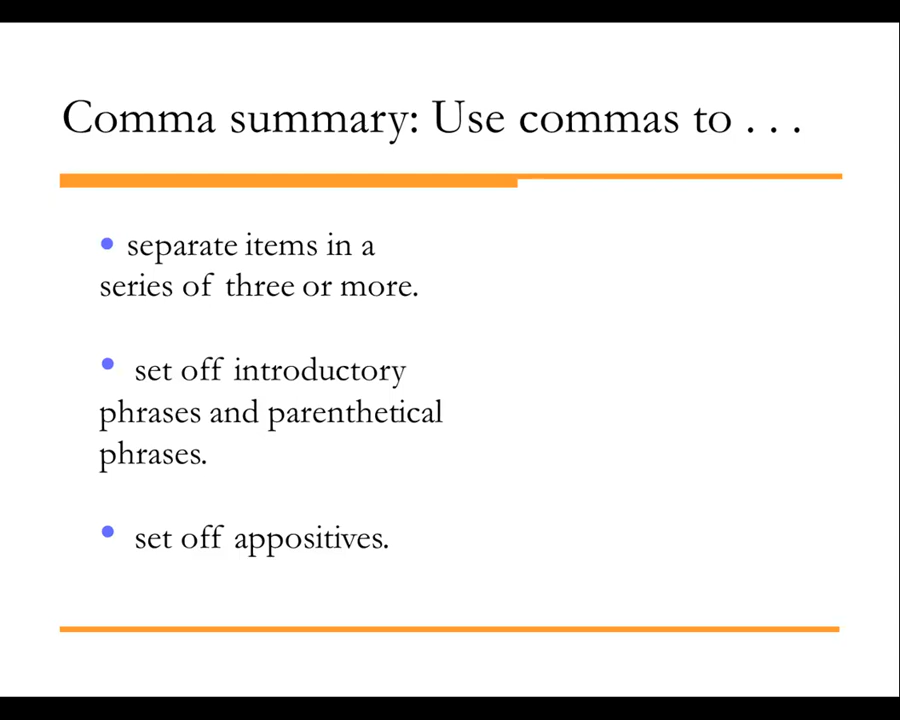 Comma summary: Use commas to . . .
• separate items in a
series of three or more.
• set off introductory
phrases and parenthetical
phrases.
• set off appositives.